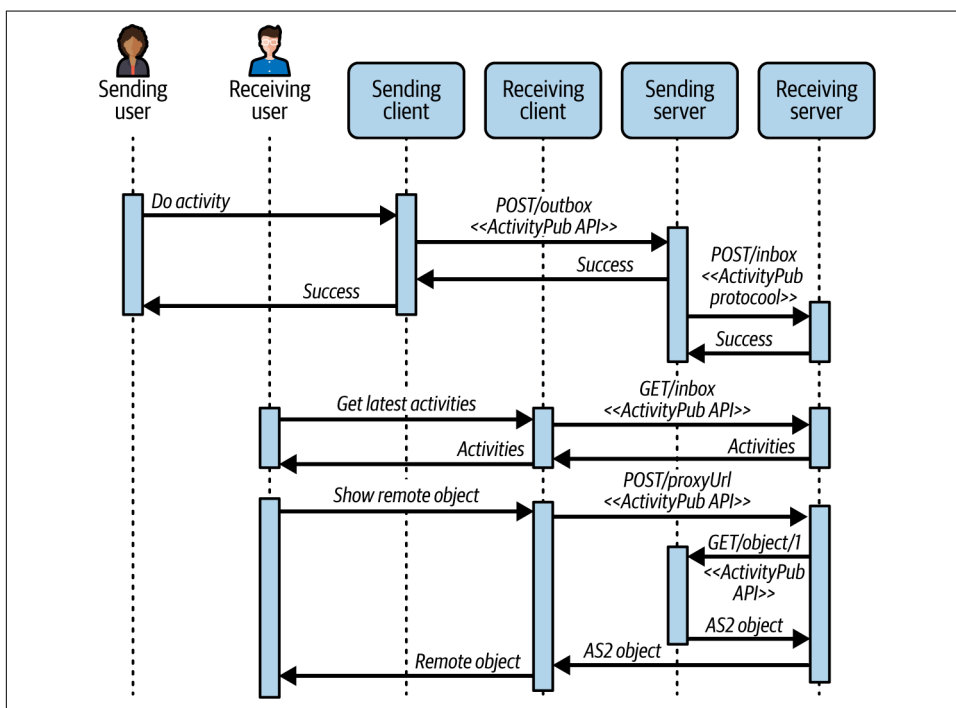 Sending
user
Receiving
user
Sending
client
Receiving
client
Sending
server
Receiving
server
Do activity
POST/outbox
<<ActivityPub API>>
Success
POST/inbox
<<ActivityPub
protocool>>
Success
Success
GET/inbox
<<ActivityPub API>>
Get latest activities
Activities
Activities
POST/proxyUrl
<<ActivityPub API>>
Show remote object
GET/object/1
<<ActivityPub
API>>
AS2 object
AS2 object
Remote object